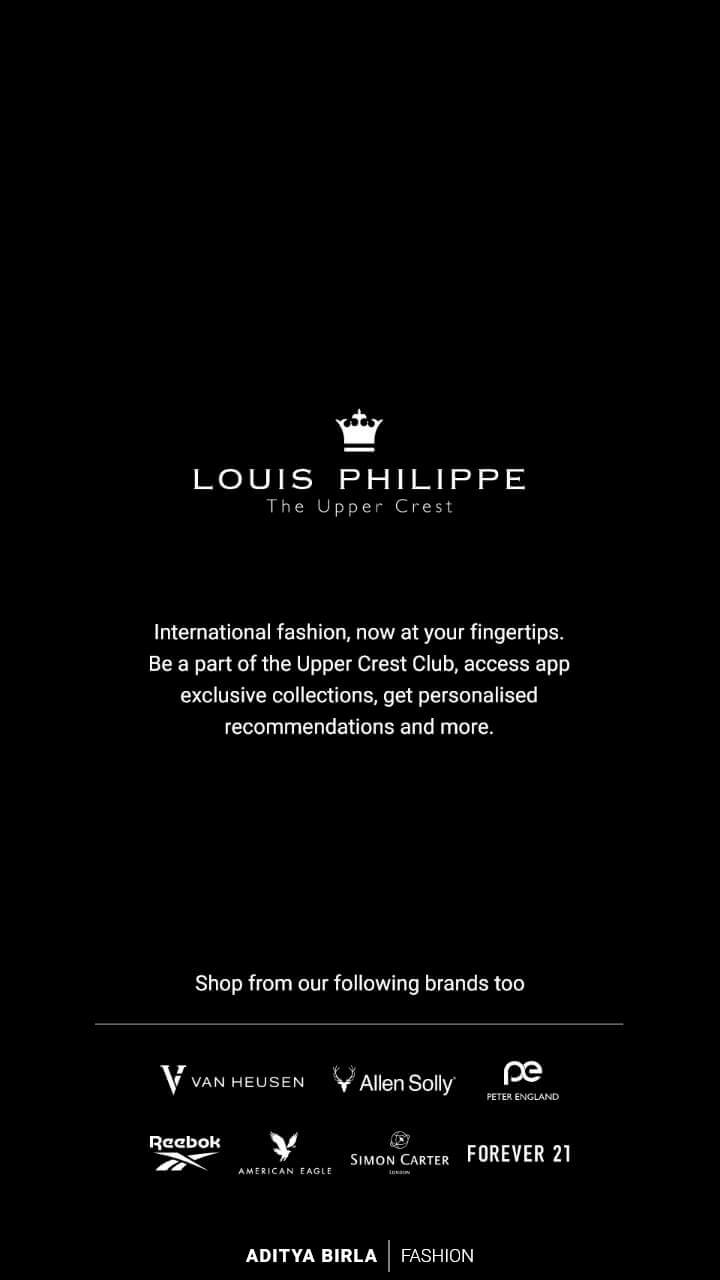 LOUIS PHILIPPE
The Upper Crest
International fashion, now at your fingertips.
Be a part of the Upper Crest Club, access app
exclusive collections, get personalised
recommendations and more.
Shop from our following brands too
VAN HEUSEN
Allen Solly
pe
PETER ENGLAND
Reebok
AMERICAN EAGLE
SIMON CARTER
LONDON
FOREVER 21
ADITYA BIRLA | FASHION